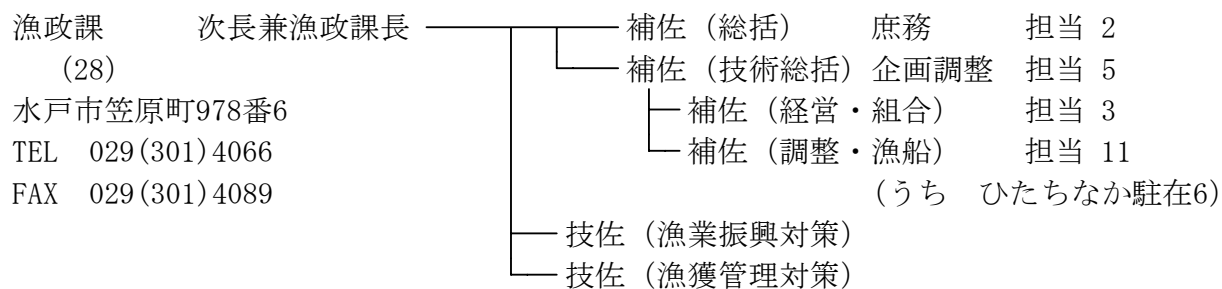 漁政課　次長兼漁政課長　補佐（総括）　庶務　担当 2
(28)　補佐（技術総括）企画調整　担当 5
水戸市笠原町978番6　補佐（経営・組合）　担当 3
TEL　029(301)4066　補佐（調整・漁船）　担当 11
FAX　029(301)4089　（うち　ひたちなか駐在6）
技佐（漁業振興対策）
技佐（漁獲管理対策）